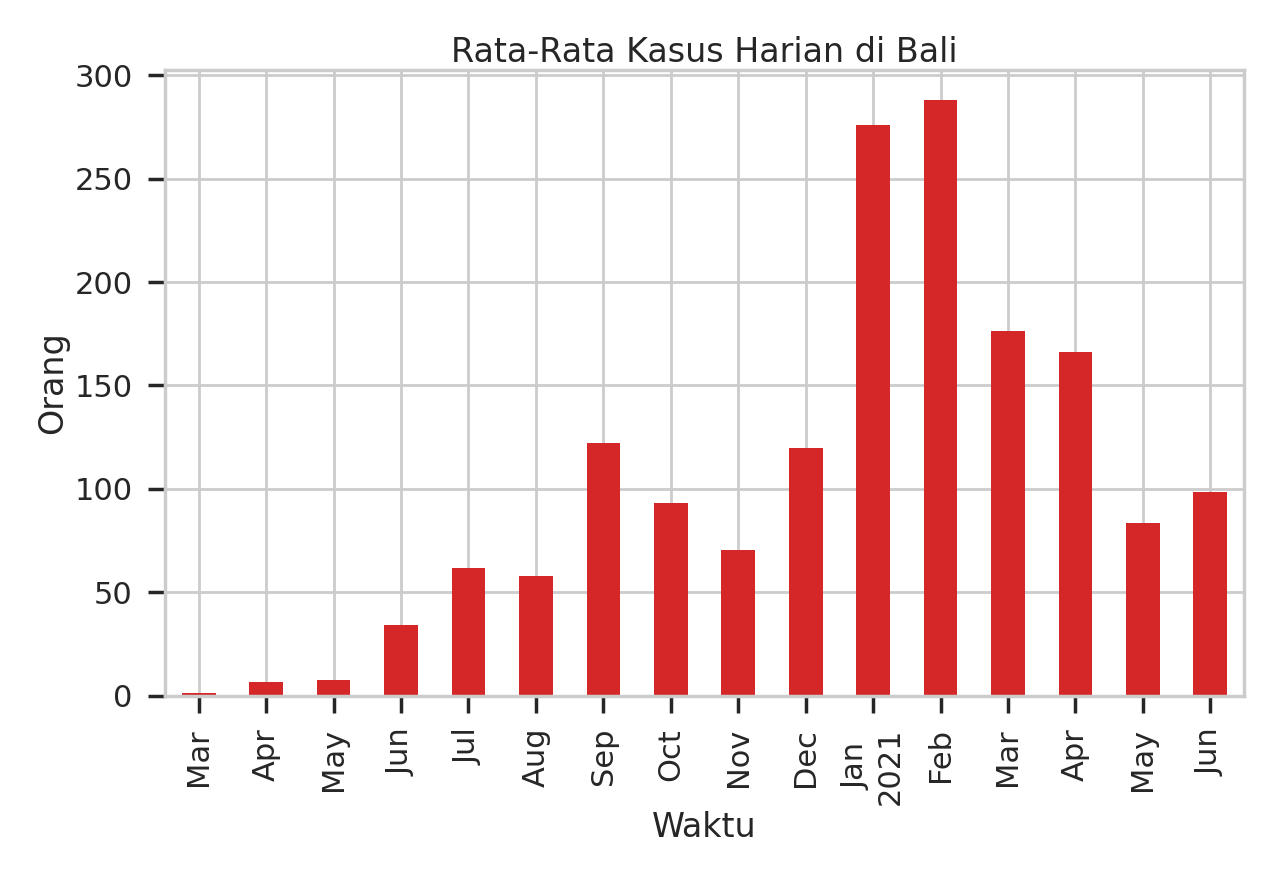 Rata-Rata Kasus Harian di Bali
300
250
200
150
100
50
0
Orang
Mar
Apr
May
Jun
Jul
Aug
Sep
Oct
Nov
Dec
Jan
2021
Feb
Mar
Apr
May
Jun
Waktu